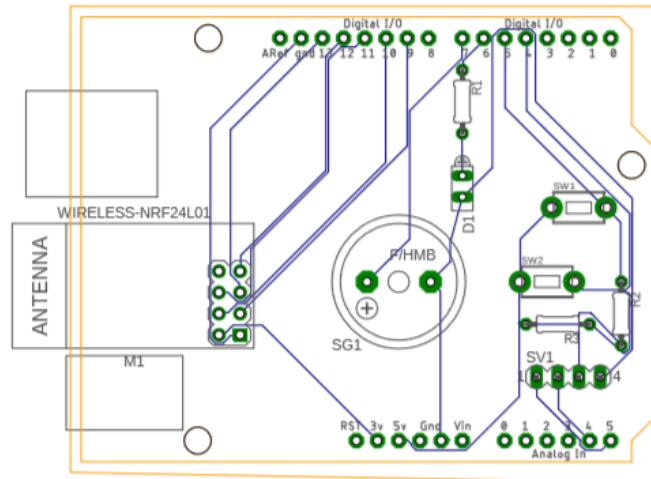 Digital I/O Digital I/O
ARef gnd 13 12 11 10 9 8 7 6 5 4 3 2 1 0
R1
SW1
WIRELESS-NRF24L01
D1
ANTENNA
F/HMB
SW2
R2
R3
SG1
M1
SV1
1 4
RST 3v 5v Gnd Vin 0 1 2 3 4 5
Analog In